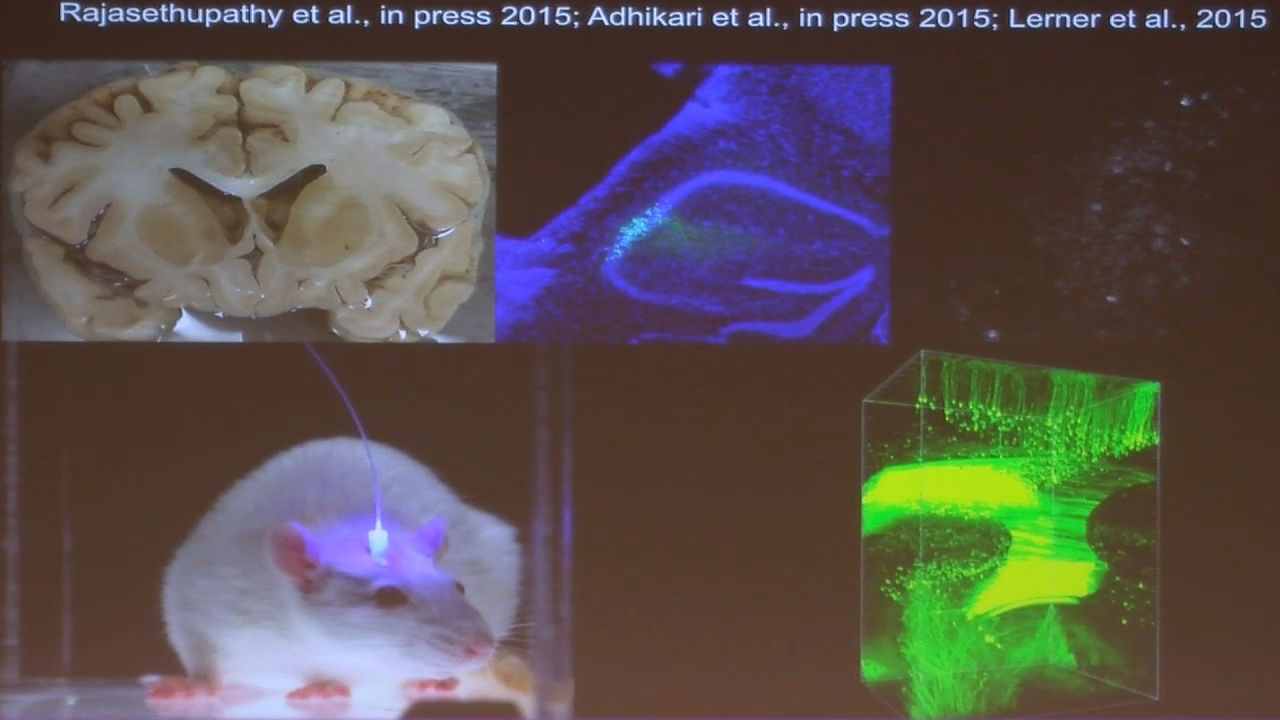 Rajasethupathy et al., in press 2015; Adhikari et al., in press 2015; Lerner et al., 2015